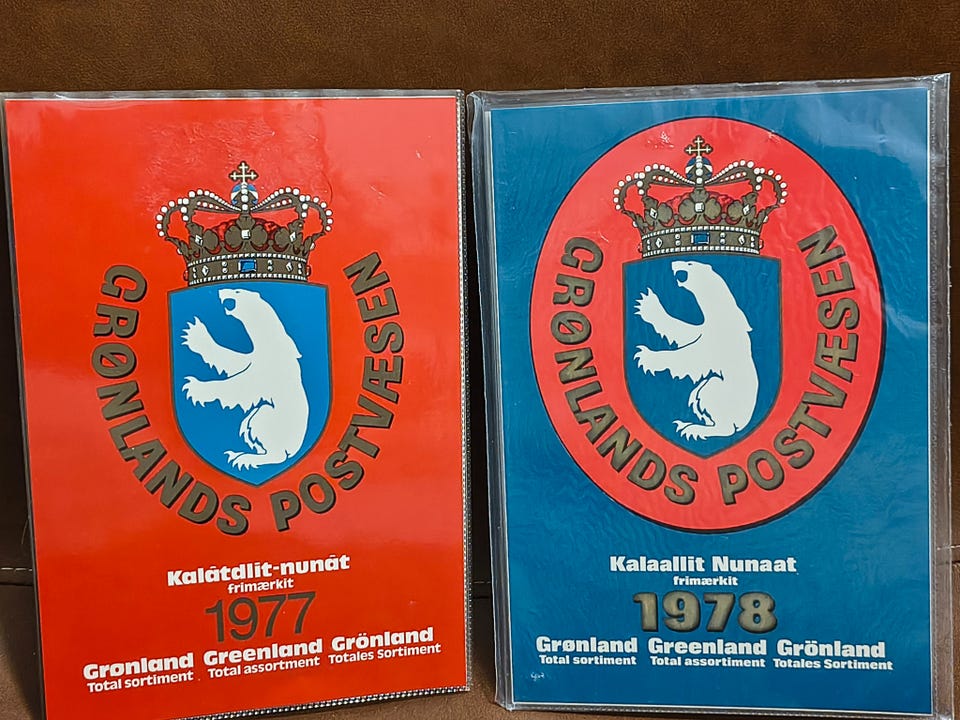 GRØNLANDS POSTVÆSEN
Kalâtdlit-nunât
frimærkit
1977
Grønland Greenland Grönland
Total sortiment Total assortment Totales Sortiment
GRØNLANDS POSTVÆSEN
Kalaallit Nunaat
frimærkit
1978
Grønland Greenland Grönland
Total sortiment Total assortment Totales Sortiment